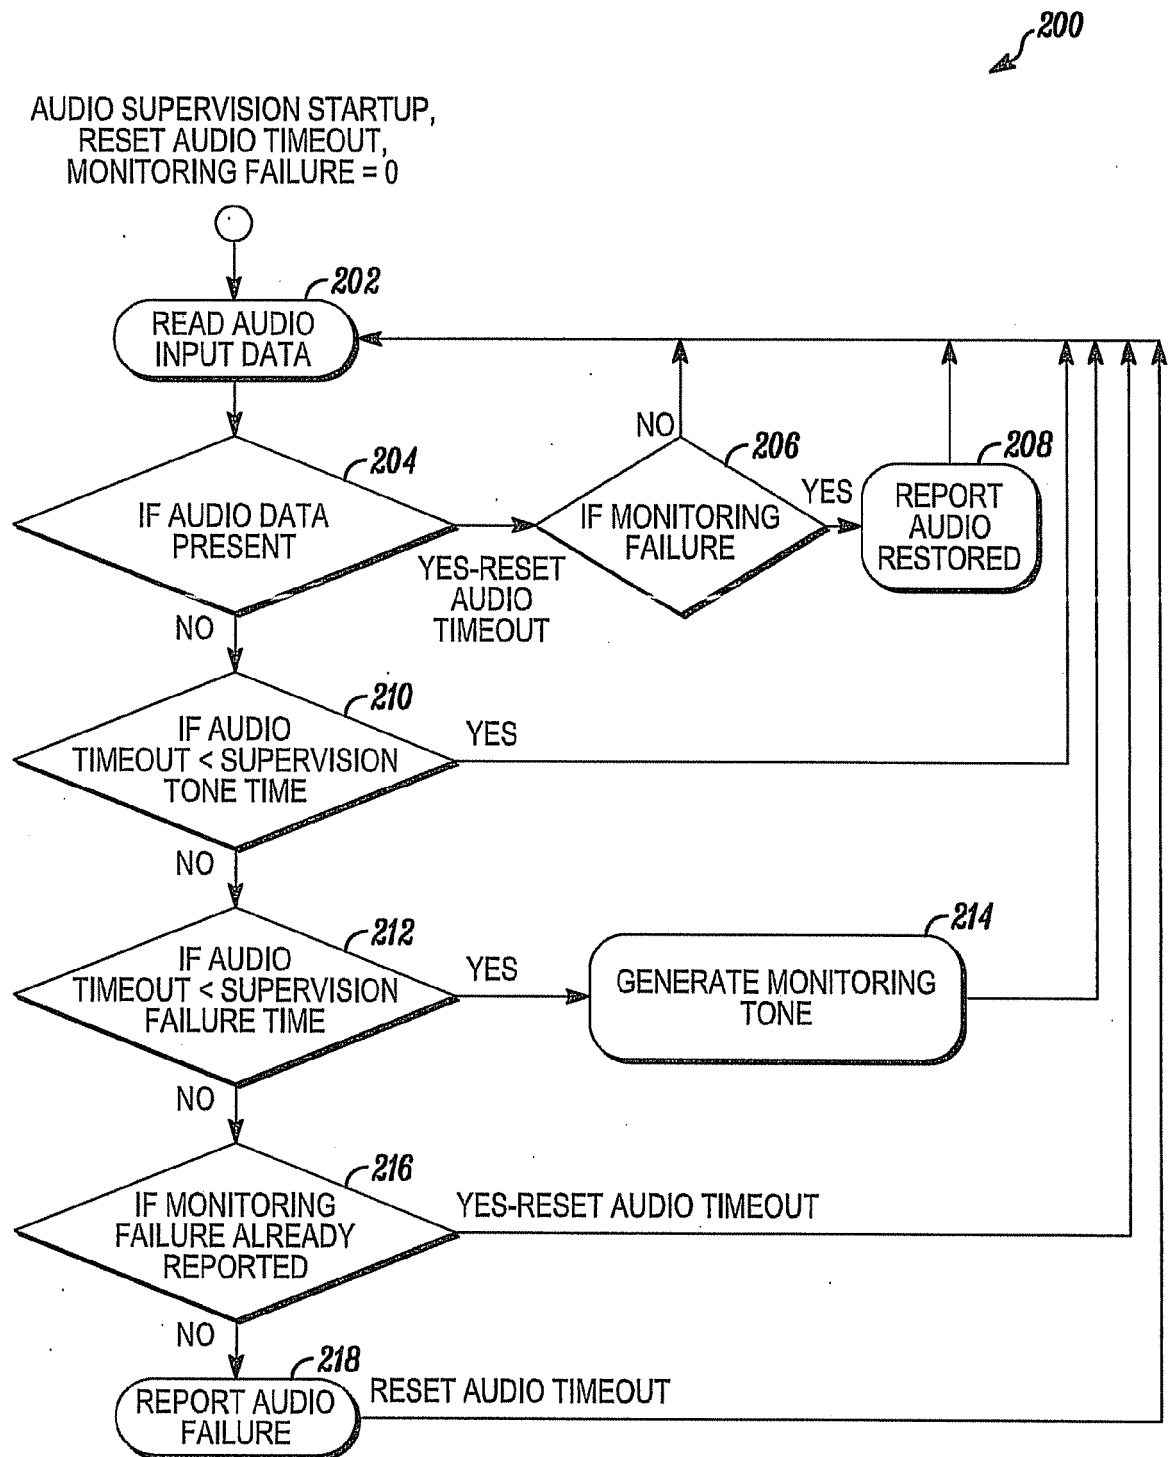 200
AUDIO SUPERVISION STARTUP,
RESET AUDIO TIMEOUT,
MONITORING FAILURE = 0
202
READ AUDIO
INPUT DATA
204
IF AUDIO DATA
PRESENT
YES-RESET
AUDIO
TIMEOUT
NO
206
IF MONITORING
FAILURE
NO
YES
208
REPORT
AUDIO
RESTORED
210
IF AUDIO
TIMEOUT < SUPERVISION
TONE TIME
YES
NO
212
IF AUDIO
TIMEOUT < SUPERVISION
FAILURE TIME
YES
214
GENERATE MONITORING
TONE
NO
216
IF MONITORING
FAILURE ALREADY
REPORTED
YES-RESET AUDIO TIMEOUT
NO
218
REPORT AUDIO
FAILURE
RESET AUDIO TIMEOUT